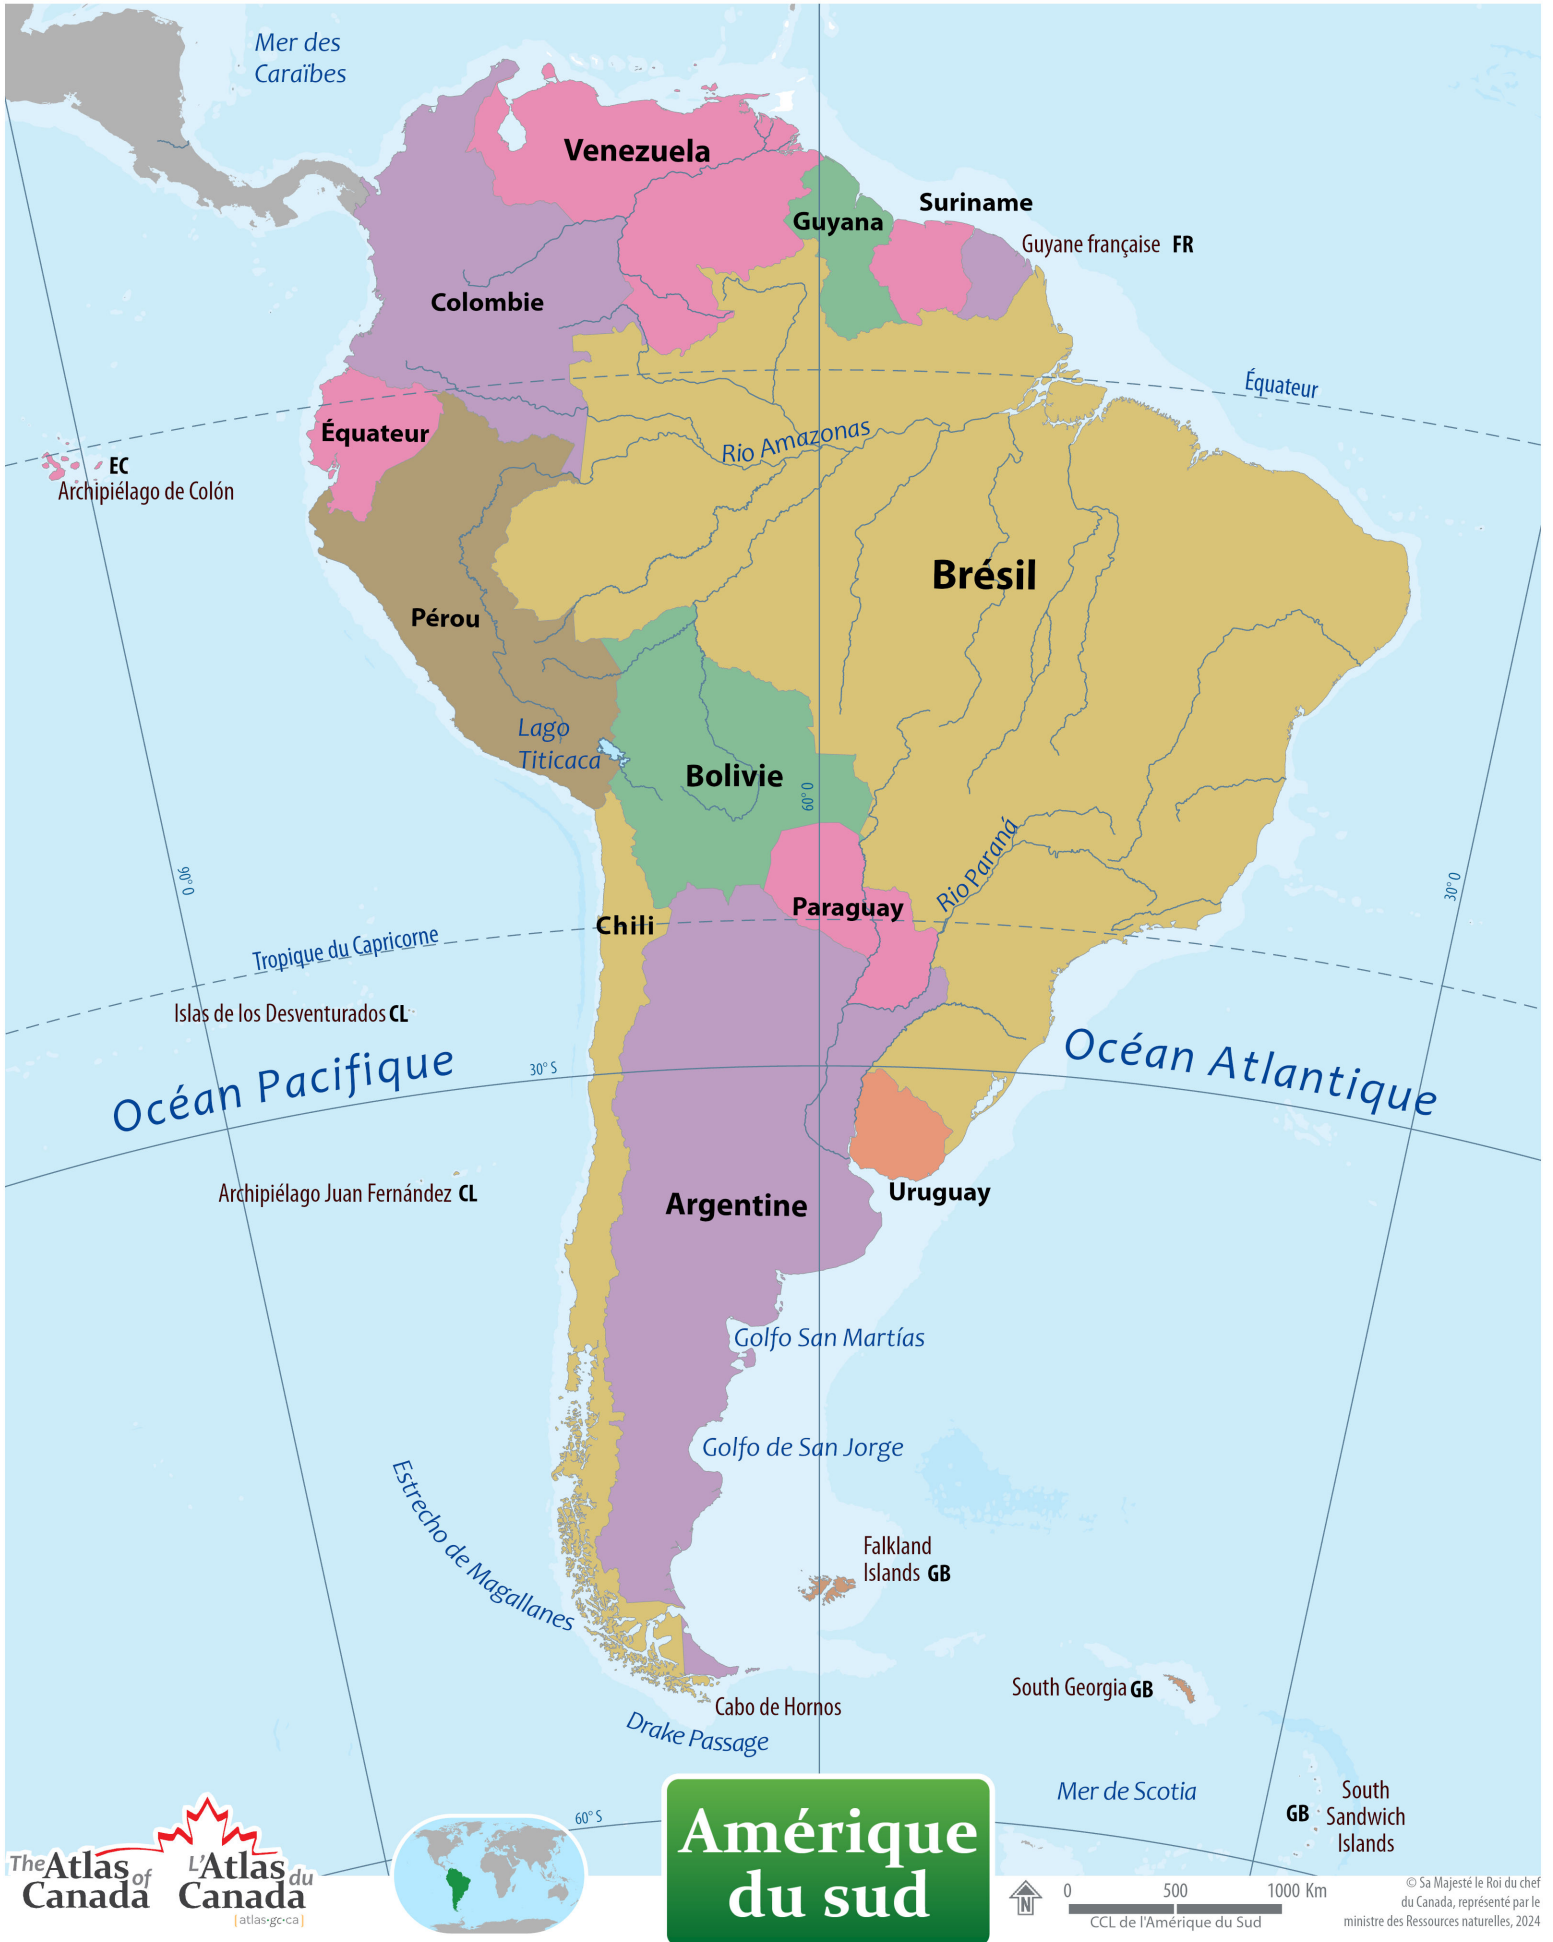 Mer des
Caraïbes
Venezuela
Suriname
Guyana
Guyane française FR
Colombie
Équateur
Équateur
Rio Amazonas
EC
Archipiélago de Colón
Brésil
Pérou
Lago
Titicaca
Bolivie
60° O
Rio Paraná
90° O
30° O
Paraguay
Chili
Tropique du Capricorne
Islas de los Desventurados CL
Océan Pacifique
30° S
Océan Atlantique
Archipiélago Juan Fernández CL
Argentine
Uruguay
Golfo San Martías
Golfo de San Jorge
Estrecho de Magallanes
Falkland
Islands GB
South Georgia GB
Cabo de Hornos
Drake Passage
Mer de Scotia
South
GB Sandwich
Islands
60° S
Amérique
du sud
The Atlas of
Canada
L'Atlas du
Canada
[atlas•gc•ca]
N
0 500 1000 Km
CCL de l'Amérique du Sud
© Sa Majesté le Roi du chef
du Canada, représenté par le
ministre des Ressources naturelles, 2024